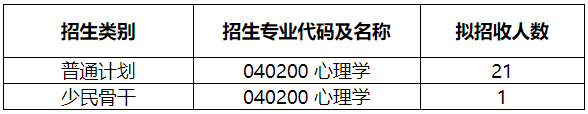 招生类别 招生专业代码及名称 拟招收人数
普通计划 040200 心理学 21
少民骨干 040200 心理学 1